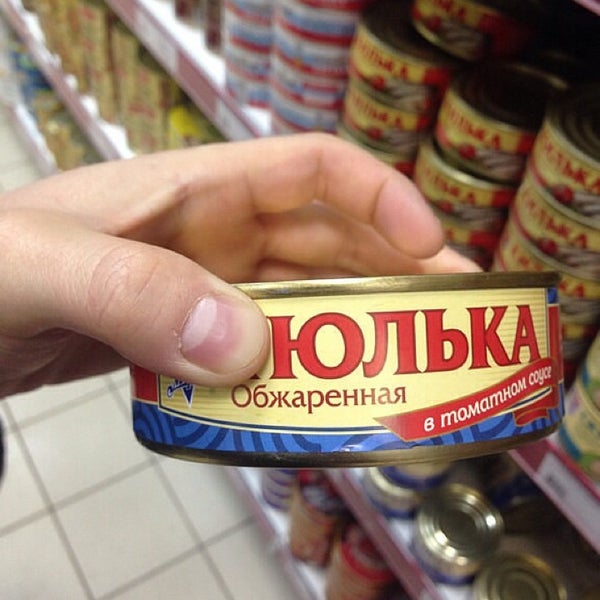 ЮЛЬКА
Обжаренная
в томатном соусе